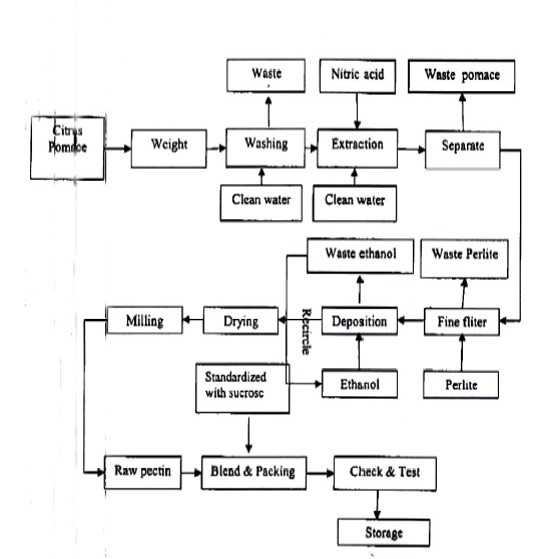 Waste
Nitric acid
Waste pomace
Citrus
Pomace
Weight
Washing
Extraction
Separate
Clean water
Clean water
Waste ethanol
Waste Perlite
Milling
Drying
Recircle
Deposition
Fine fliter
Standardized
with sucrose
Ethanol
Perlite
Raw pectin
Blend & Packing
Check & Test
Storage